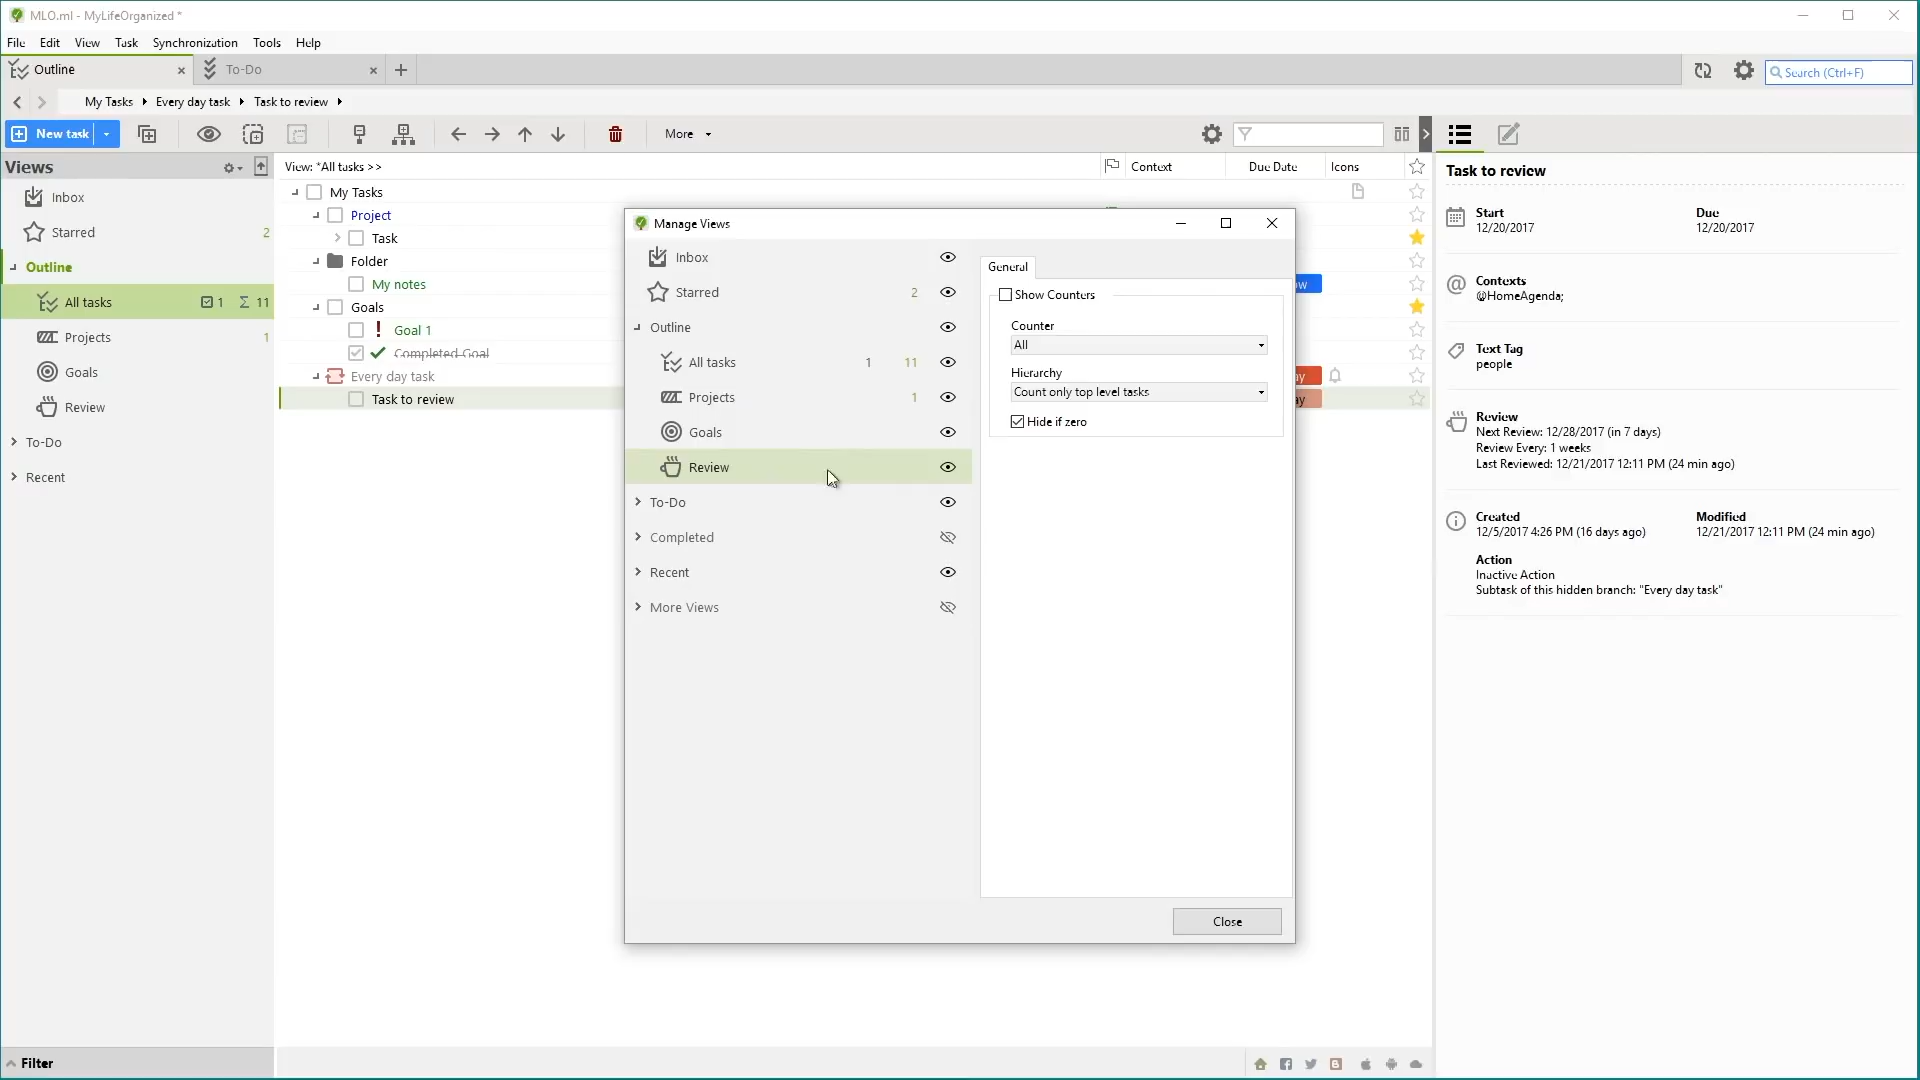 MLO.ml - MyLifeOrganized *
File Edit View Task Synchronization Tools Help
Outline To-Do Search (Ctrl+F)
My Tasks Every day task Task to review
New task More
Views
Inbox
Starred 2
Outline
All tasks 1 Σ 11
Projects 1
Goals
Review
To-Do
Recent
Filter
View: *All tasks >> Context Due Date Icons
My Tasks
Project
Task
Folder
My notes
Goals
! Goal 1
Completed Goal
Every day task
Task to review
Manage Views
Inbox
Starred 2
Outline
All tasks 1 11
Projects 1
Goals
Review
To-Do
Completed
Recent
More Views
General
Show Counters
Counter
All
Hierarchy
Count only top level tasks
Hide if zero
Close
Task to review
Start Due
12/20/2017 12/20/2017
Contexts
@HomeAgenda;
Text Tag
people
Review
Next Review: 12/28/2017 (in 7 days)
Review Every: 1 weeks
Last Reviewed: 12/21/2017 12:11 PM (24 min ago)
Created Modified
12/5/2017 4:26 PM (16 days ago) 12/21/2017 12:11 PM (24 min ago)
Action
Inactive Action
Subtask of this hidden branch: "Every day task"